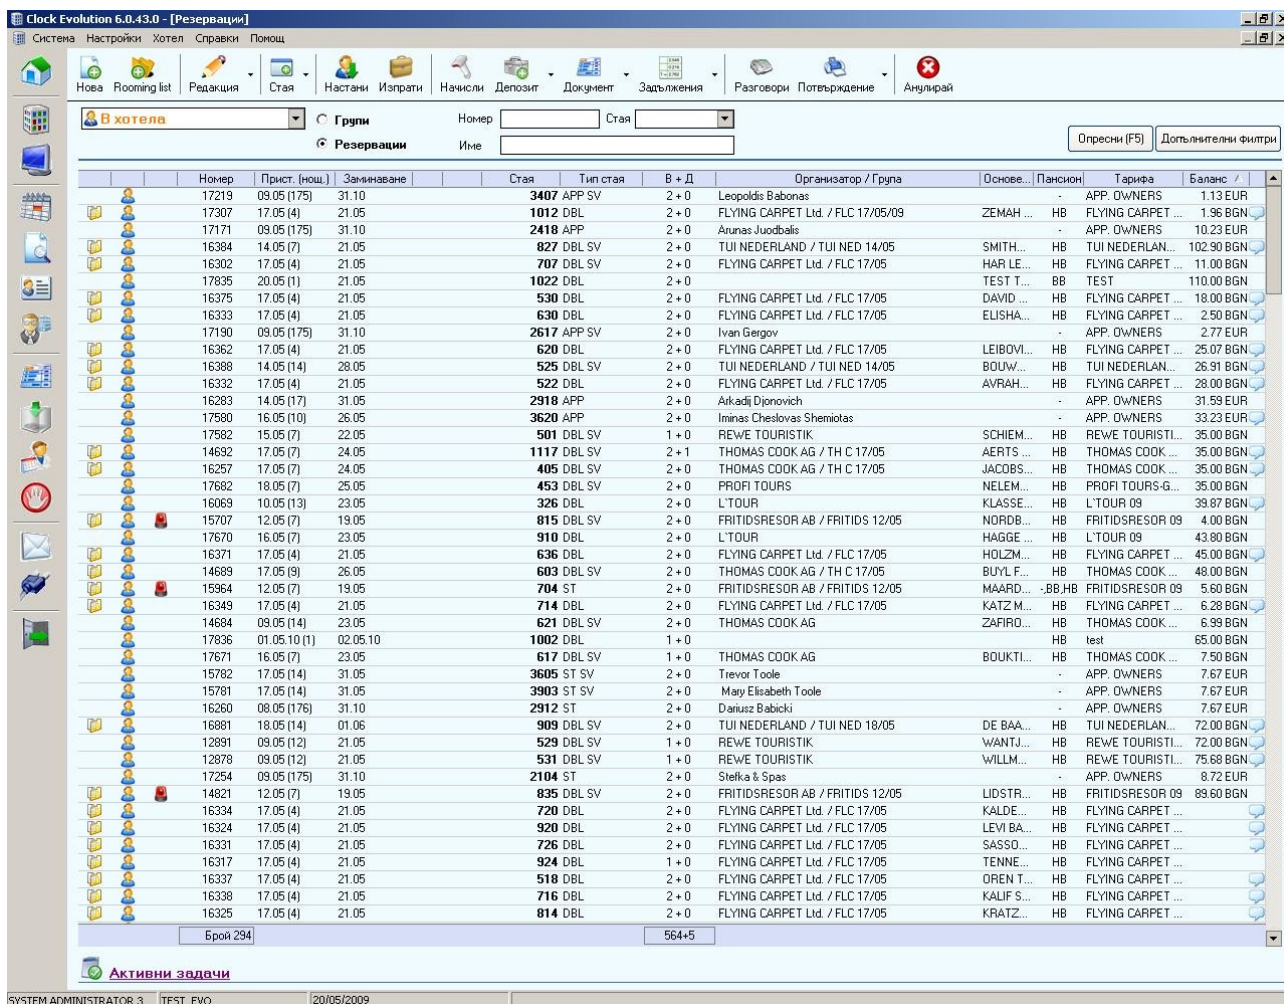 Clock Evolution 6.0.43.0 - [Резервации]
Система Настройки Хотел Справки Помощ
Нова Rooming list Редакция Стая Настани Изпрати Начисли Депозит Документ Задължения Разговори Потвърждение Анулирай
В хотела Групи Номер Стая
Резервации Име Опресни (F5) Допълнителни филтри
Номер Прист. (нощ.) Заминаване Стая Тип стая В + Д Организатор / Група Основе... Пансион Тарифа Баланс
17219 09.05 (175) 31.10 3407 APP SV 2 + 0 Leopoldis Babonas - APP. OWNERS 1.13 EUR
17307 17.05 (4) 21.05 1012 DBL 2 + 0 FLYING CARPET Ltd. / FLC 17/05/09 ZEMAH ... HB FLYING CARPET ... 1.96 BGN
17171 09.05 (175) 31.10 2418 APP 2 + 0 Arunas Juodbalis - APP. OWNERS 10.23 EUR
16384 14.05 (7) 21.05 827 DBL SV 2 + 0 TUI NEDERLAND / TUI NED 14/05 SMITH... HB TUI NEDERLAN... 102.90 BGN
16302 17.05 (4) 21.05 707 DBL SV 2 + 0 FLYING CARPET Ltd. / FLC 17/05 HAR LE... HB FLYING CARPET ... 11.00 BGN
17835 20.05 (1) 21.05 1022 DBL 2 + 0 TEST T... BB TEST 110.00 BGN
16375 17.05 (4) 21.05 530 DBL 2 + 0 FLYING CARPET Ltd. / FLC 17/05 DAVID ... HB FLYING CARPET ... 18.00 BGN
16333 17.05 (4) 21.05 630 DBL 2 + 0 FLYING CARPET Ltd. / FLC 17/05 ELISHA... HB FLYING CARPET ... 2.50 BGN
17190 09.05 (175) 31.10 2617 APP SV 2 + 0 Ivan Gergov - APP. OWNERS 2.77 EUR
16362 17.05 (4) 21.05 620 DBL 2 + 0 FLYING CARPET Ltd. / FLC 17/05 LEIBOVI... HB FLYING CARPET ... 25.07 BGN
16388 14.05 (14) 28.05 525 DBL SV 2 + 0 TUI NEDERLAND / TUI NED 14/05 BOUW... HB TUI NEDERLAN... 26.91 BGN
16332 17.05 (4) 21.05 522 DBL 2 + 0 FLYING CARPET Ltd. / FLC 17/05 AVRAH... HB FLYING CARPET ... 28.00 BGN
16283 14.05 (17) 31.05 2918 APP 2 + 0 Arkadij Djonovich - APP. OWNERS 31.59 EUR
17580 16.05 (10) 26.05 3620 APP 2 + 0 Iminas Cheslovas Shemiotas - APP. OWNERS 33.23 EUR
17582 15.05 (7) 22.05 501 DBL SV 1 + 0 REWE TOURISTIK SCHIEM... HB REWE TOURISTI... 35.00 BGN
14692 17.05 (7) 24.05 1117 DBL SV 2 + 1 THOMAS COOK AG / TH C 17/05 AERTS ... HB THOMAS COOK ... 35.00 BGN
16257 17.05 (7) 24.05 405 DBL SV 2 + 0 THOMAS COOK AG / TH C 17/05 JACOBS... HB THOMAS COOK ... 35.00 BGN
17682 18.05 (7) 25.05 453 DBL SV 2 + 0 PROFI TOURS NELEM... HB PROFI TOURS-G... 35.00 BGN
16069 10.05 (13) 23.05 326 DBL 2 + 0 L`TOUR KLASSE... HB L`TOUR 09 39.87 BGN
15707 12.05 (7) 19.05 815 DBL SV 2 + 0 FRITIDSRESOR AB / FRITIDS 12/05 NORDB... HB FRITIDSRESOR 09 4.00 BGN
17670 16.05 (7) 23.05 910 DBL 2 + 0 L`TOUR HAGGE ... HB L`TOUR 09 43.80 BGN
16371 17.05 (4) 21.05 636 DBL 2 + 0 FLYING CARPET Ltd. / FLC 17/05 HOLZM... HB FLYING CARPET ... 45.00 BGN
14689 17.05 (9) 26.05 603 DBL SV 2 + 0 THOMAS COOK AG / TH C 17/05 BUYL F... HB THOMAS COOK ... 48.00 BGN
15964 12.05 (7) 19.05 704 ST 2 + 0 FRITIDSRESOR AB / FRITIDS 12/05 MAARD... -,BB,HB FRITIDSRESOR 09 5.60 BGN
16349 17.05 (4) 21.05 714 DBL 2 + 0 FLYING CARPET Ltd. / FLC 17/05 KATZ M... HB FLYING CARPET ... 6.28 BGN
14684 09.05 (14) 23.05 621 DBL SV 2 + 0 THOMAS COOK AG ZAFIRO... HB THOMAS COOK ... 6.99 BGN
17836 01.05.10 (1) 02.05.10 1002 DBL 1 + 0 HB test 65.00 BGN
17671 16.05 (7) 23.05 617 DBL SV 1 + 0 THOMAS COOK AG BOUKTI... HB THOMAS COOK ... 7.50 BGN
15782 17.05 (14) 31.05 3605 ST SV 2 + 0 Trevor Toole - APP. OWNERS 7.67 EUR
15781 17.05 (14) 31.05 3903 ST SV 2 + 0 Mary Elisabeth Toole - APP. OWNERS 7.67 EUR
16260 08.05 (176) 31.10 2912 ST 2 + 0 Dariusz Babicki - APP. OWNERS 7.67 EUR
16881 18.05 (14) 01.06 909 DBL SV 2 + 0 TUI NEDERLAND / TUI NED 18/05 DE BAA... HB TUI NEDERLAN... 72.00 BGN
12891 09.05 (12) 21.05 529 DBL SV 1 + 0 REWE TOURISTIK WANTJ... HB REWE TOURISTI... 72.00 BGN
12878 09.05 (12) 21.05 531 DBL SV 1 + 0 REWE TOURISTIK WILLM... HB REWE TOURISTI... 75.68 BGN
17254 09.05 (175) 31.10 2104 ST 2 + 0 Stefka & Spas - APP. OWNERS 8.72 EUR
14821 12.05 (7) 19.05 835 DBL SV 2 + 0 FRITIDSRESOR AB / FRITIDS 12/05 LIDSTR... HB FRITIDSRESOR 09 89.60 BGN
16334 17.05 (4) 21.05 720 DBL 2 + 0 FLYING CARPET Ltd. / FLC 17/05 KALDE... HB FLYING CARPET ...
16324 17.05 (4) 21.05 920 DBL 2 + 0 FLYING CARPET Ltd. / FLC 17/05 LEVI BA... HB FLYING CARPET ...
16331 17.05 (4) 21.05 726 DBL 2 + 0 FLYING CARPET Ltd. / FLC 17/05 SASSO... HB FLYING CARPET ...
16317 17.05 (4) 21.05 924 DBL 1 + 0 FLYING CARPET Ltd. / FLC 17/05 TENNE... HB FLYING CARPET ...
16337 17.05 (4) 21.05 518 DBL 2 + 0 FLYING CARPET Ltd. / FLC 17/05 OREN T... HB FLYING CARPET ...
16338 17.05 (4) 21.05 716 DBL 2 + 0 FLYING CARPET Ltd. / FLC 17/05 KALIF S... HB FLYING CARPET ...
16325 17.05 (4) 21.05 814 DBL 2 + 0 FLYING CARPET Ltd. / FLC 17/05 KRATZ... HB FLYING CARPET ...
Брой 294 564+5
Активни задачи
SYSTEM ADMINISTRATOR 3 TEST_EVO 20/05/2009